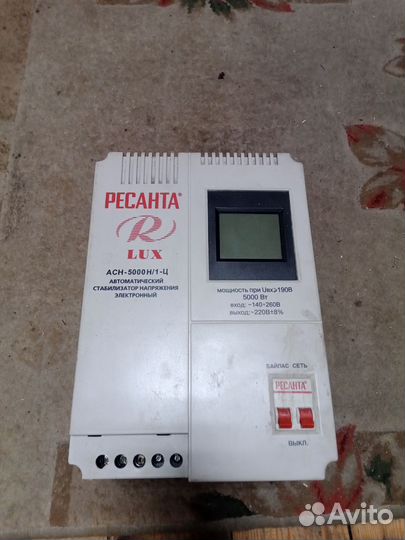 РЕСАНТА®
R
LUX
АСН-5000Н/1-Ц
АВТОМАТИЧЕСКИЙ
СТАБИЛИЗАТОР НАПРЯЖЕНИЯ
ЭЛЕКТРОННЫЙ
мощность при Uвх>190В
5000 Вт
вход: ~140-260В
выход:~220В±8%
БАЙПАС СЕТЬ
РЕСАНТА®
ВЫКЛ.
Avito